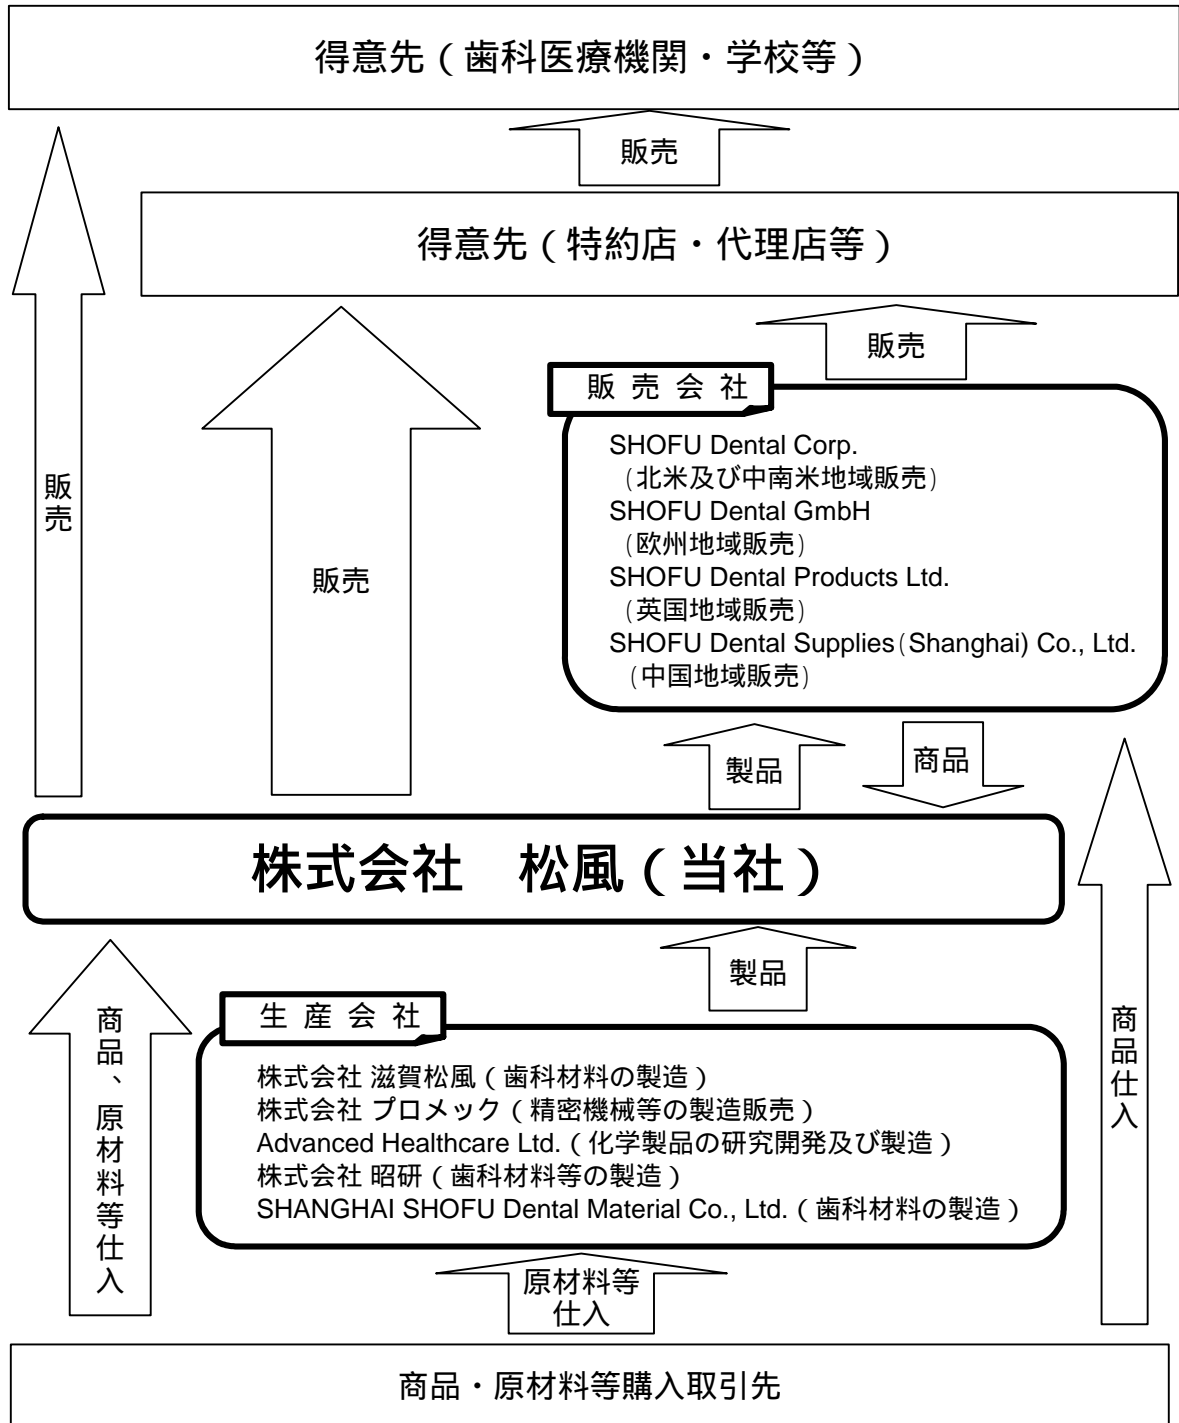 得意先（歯科医療機関・学校等）
販売
得意先（特約店・代理店等）
販売
販売会社
SHOFU Dental Corp.
（北米及び中南米地域販売）
SHOFU Dental GmbH
（欧州地域販売）
SHOFU Dental Products Ltd.
（英国地域販売）
SHOFU Dental Supplies(Shanghai) Co., Ltd.
（中国地域販売）
販売
販売
製品
商品
株式会社　松風（当社）
製品
生産会社
株式会社 滋賀松風（歯科材料の製造）
株式会社 プロメック（精密機械等の製造販売）
Advanced Healthcare Ltd.（化学製品の研究開発及び製造）
株式会社 昭研（歯科材料等の製造）
SHANGHAI SHOFU Dental Material Co., Ltd.（歯科材料の製造）
商品、原材料等仕入
商品仕入
原材料等
仕入
商品・原材料等購入取引先